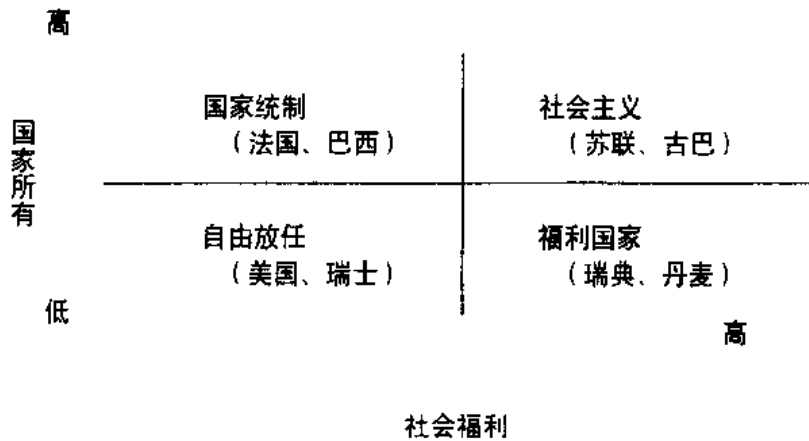 高
国家统制
社会主义
（法国、巴西）
（苏联、古巴）
国家所有
自由放任
福利国家
（美国、瑞士）
（瑞典、丹麦）
低
高
社会福利